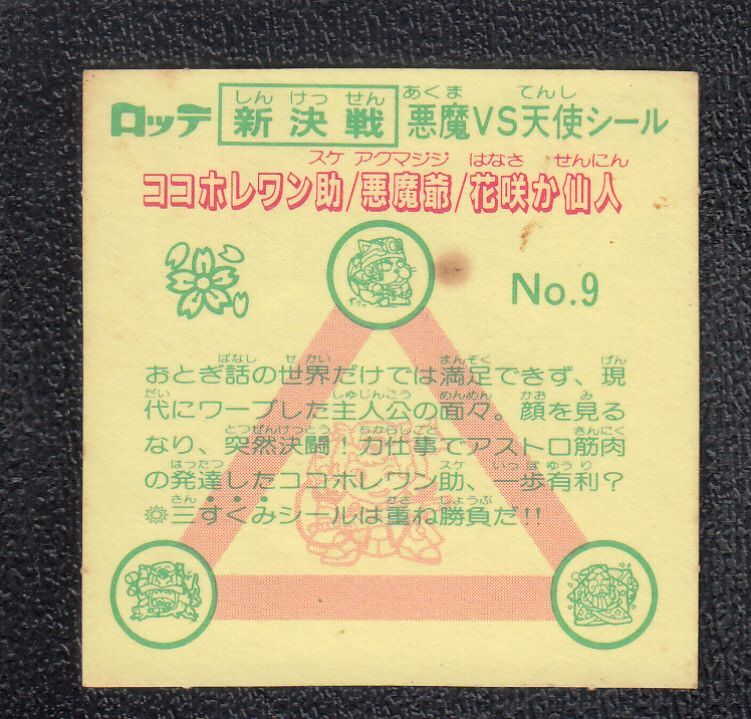 ロッテ 新決戦 悪魔VS天使シール
しん けっ せん あくま てんし
スケ アクマジジ はなさ せんにん
ココホレワン助/悪魔爺/花咲か仙人
No.9
ばなし せ かい まんぞく げん
おとぎ話の世界だけでは満足できず、現
だい しゅじんこう めんめん かお み
代にワープした主人公の面々。顔を見る
とつぜんけっとう ちからしごと きんにく
なり、突然決闘!力仕事でアストロ筋肉
はったつ スケ いっぽゆうり
の発達したココホレワン助、一歩有利?
さん かさ しょうぶ
三すくみシールは重ね勝負だ!!